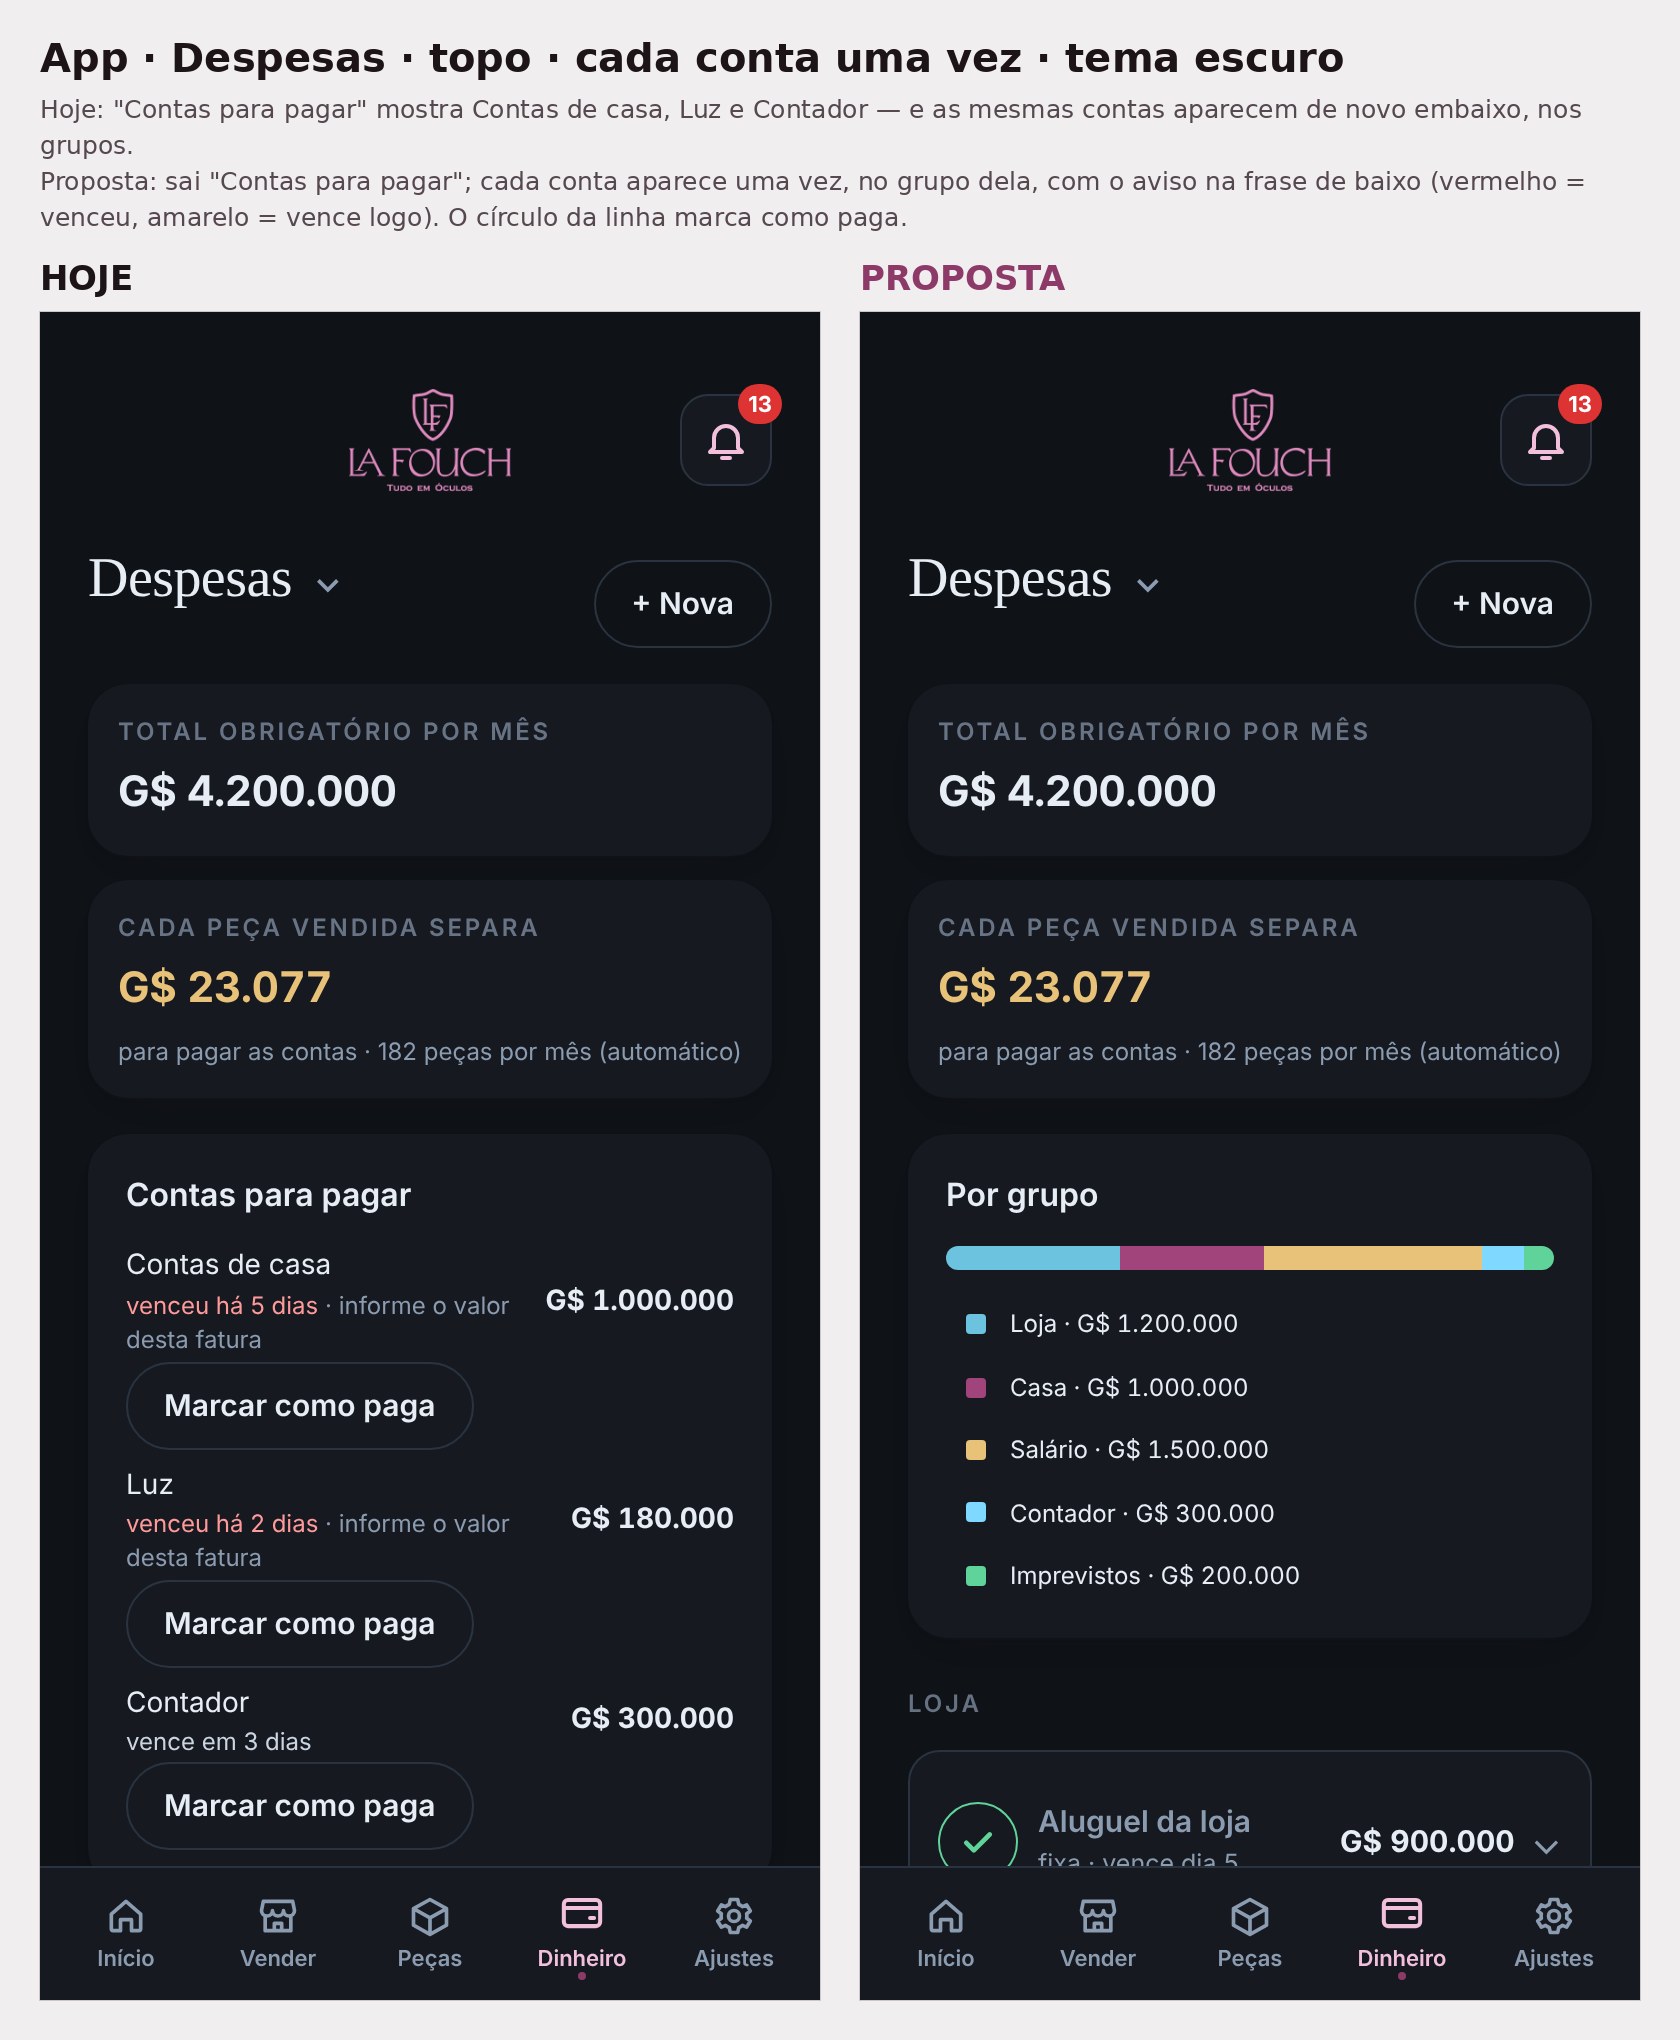 App · Despesas · topo · cada conta uma vez · tema escuro
Hoje: "Contas para pagar" mostra Contas de casa, Luz e Contador — e as mesmas contas aparecem de novo embaixo, nos
grupos.
Proposta: sai "Contas para pagar"; cada conta aparece uma vez, no grupo dela, com o aviso na frase de baixo (vermelho =
venceu, amarelo = vence logo). O círculo da linha marca como paga.
HOJE
LF
LA FOUCH
TUDO EM ÓCULOS
13
Despesas
+ Nova
TOTAL OBRIGATÓRIO POR MÊS
G$ 4.200.000
CADA PEÇA VENDIDA SEPARA
G$ 23.077
para pagar as contas · 182 peças por mês (automático)
Contas para pagar
Contas de casa
venceu há 5 dias · informe o valor
desta fatura
G$ 1.000.000
Marcar como paga
Luz
venceu há 2 dias · informe o valor
desta fatura
G$ 180.000
Marcar como paga
Contador
vence em 3 dias
G$ 300.000
Marcar como paga
Início
Vender
Peças
Dinheiro
Ajustes
PROPOSTA
LF
LA FOUCH
TUDO EM ÓCULOS
13
Despesas
+ Nova
TOTAL OBRIGATÓRIO POR MÊS
G$ 4.200.000
CADA PEÇA VENDIDA SEPARA
G$ 23.077
para pagar as contas · 182 peças por mês (automático)
Por grupo
Loja · G$ 1.200.000
Casa · G$ 1.000.000
Salário · G$ 1.500.000
Contador · G$ 300.000
Imprevistos · G$ 200.000
LOJA
Aluguel da loja
fixa · vence dia 5
G$ 900.000
Início
Vender
Peças
Dinheiro
Ajustes